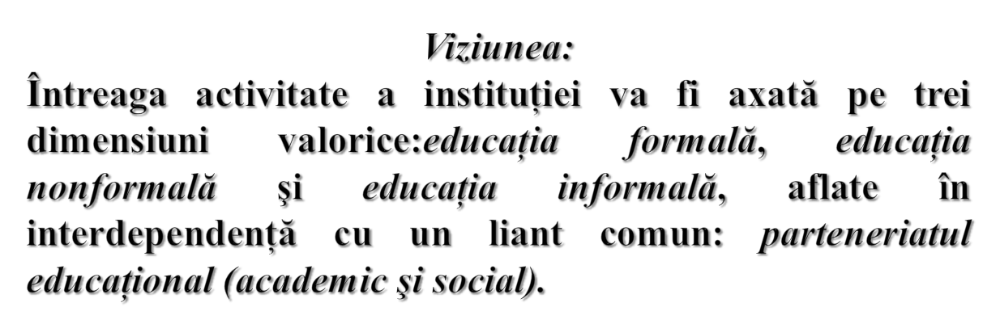 Viziunea:
Întreaga activitate a instituției va fi axată pe trei
dimensiuni valorice:educația formală, educația
nonformală şi educația informală, aflate în
interdependență cu un liant comun: parteneriatul
educațional (academic şi social).